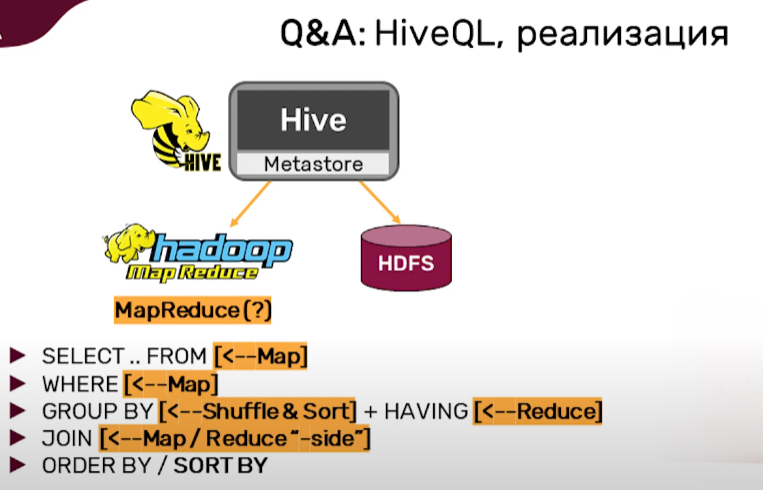 Q&A: HiveQL, реализация
HIVE
Hive
Metastore
hadoop
Map Reduce
HDFS
MapReduce (?)
SELECT .. FROM [<--Map]
WHERE [<--Map]
GROUP BY [<--Shuffle & Sort] + HAVING [<--Reduce]
JOIN [<--Map / Reduce “-side”]
ORDER BY / SORT BY